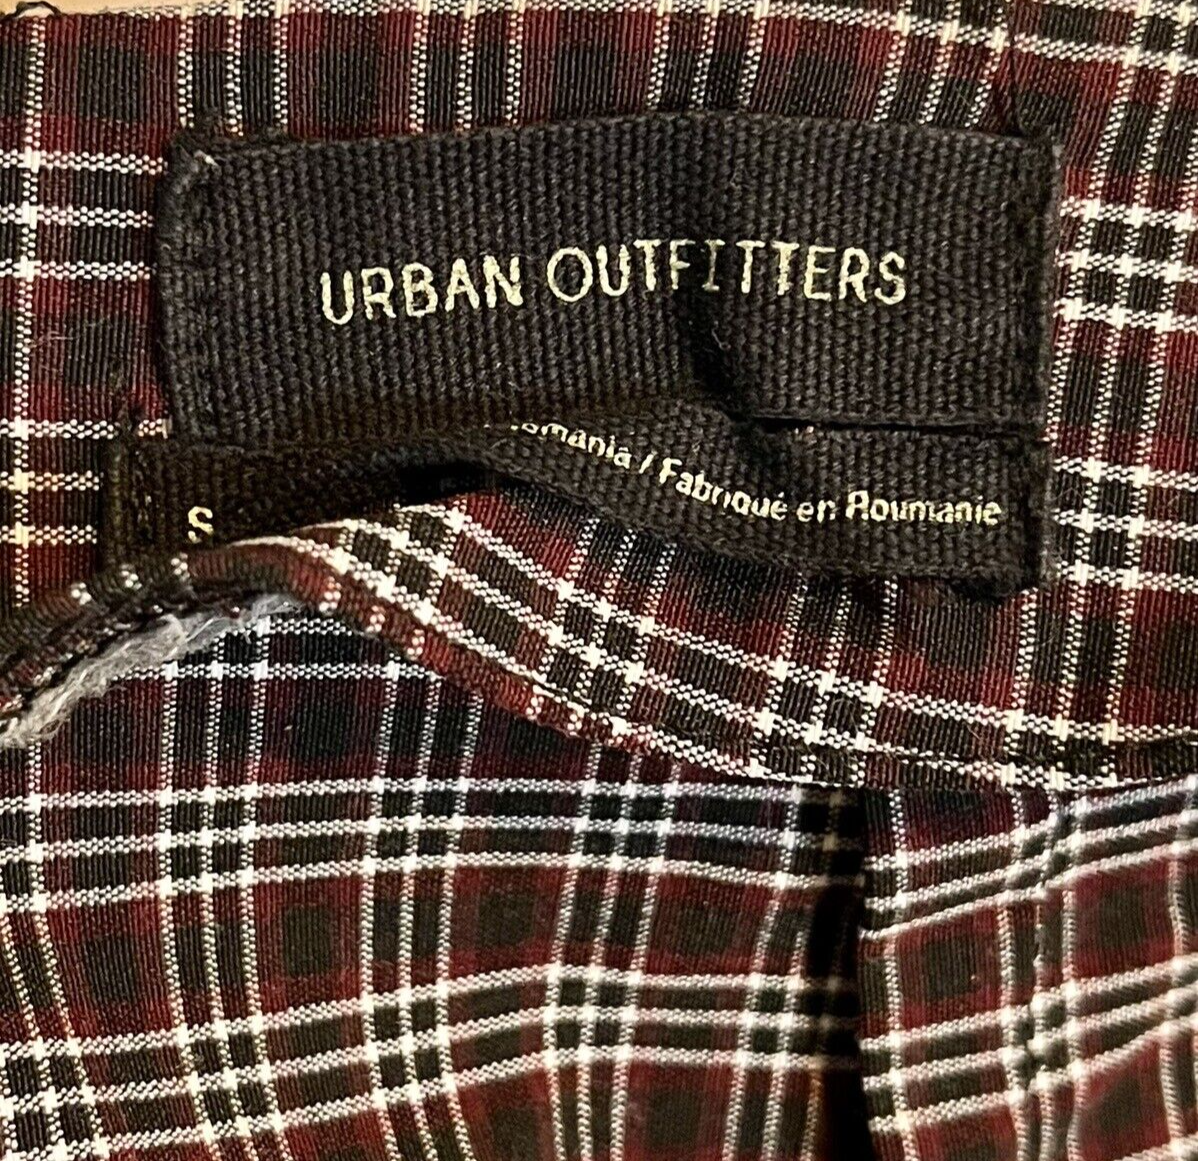 URBAN OUTFITTERS
omania / Fabriqué en Roumanie
S